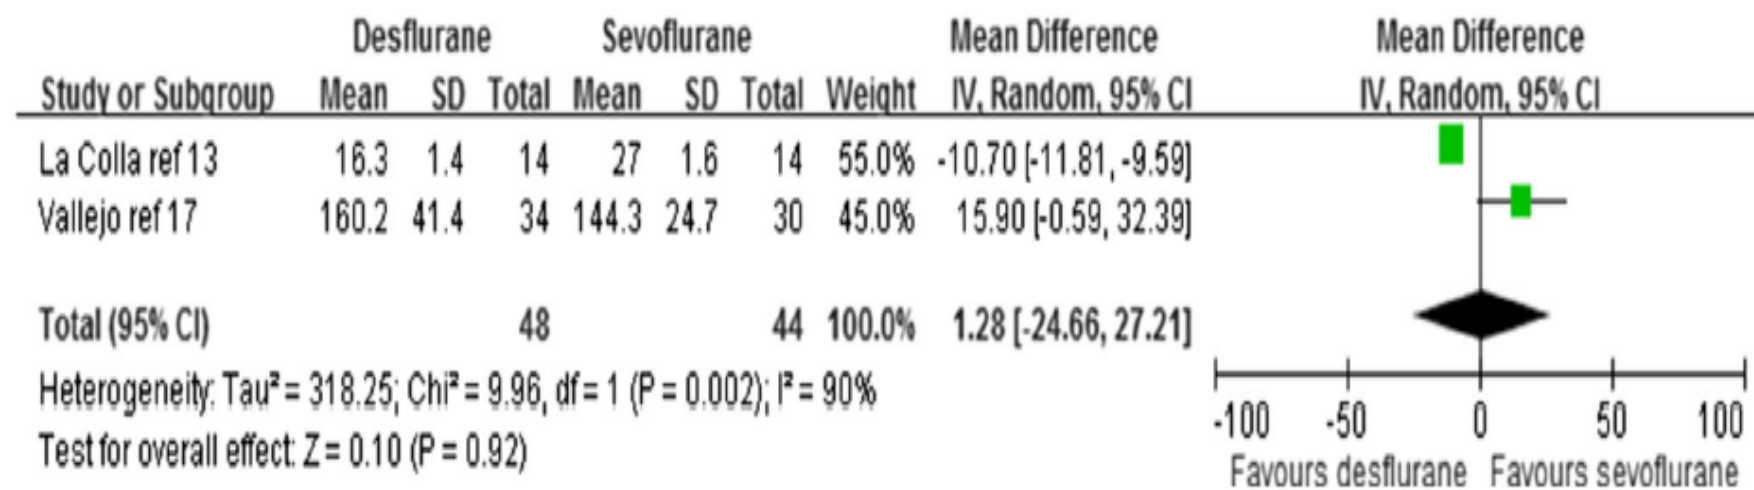 Desflurane Sevoflurane Mean Difference Mean Difference
Study or Subgroup Mean SD Total Mean SD Total Weight IV, Random, 95% CI IV, Random, 95% CI
La Colla ref 13 16.3 1.4 14 27 1.6 14 55.0% -10.70 [-11.81, -9.59]
Vallejo ref 17 160.2 41.4 34 144.3 24.7 30 45.0% 15.90 [-0.59, 32.39]
Total (95% CI) 48 44 100.0% 1.28 [-24.66, 27.21]
Heterogeneity: Tau² = 318.25; Chi² = 9.96, df = 1 (P = 0.002); I² = 90%
Test for overall effect: Z = 0.10 (P = 0.92)
-100 -50 0 50 100
Favours desflurane Favours sevoflurane